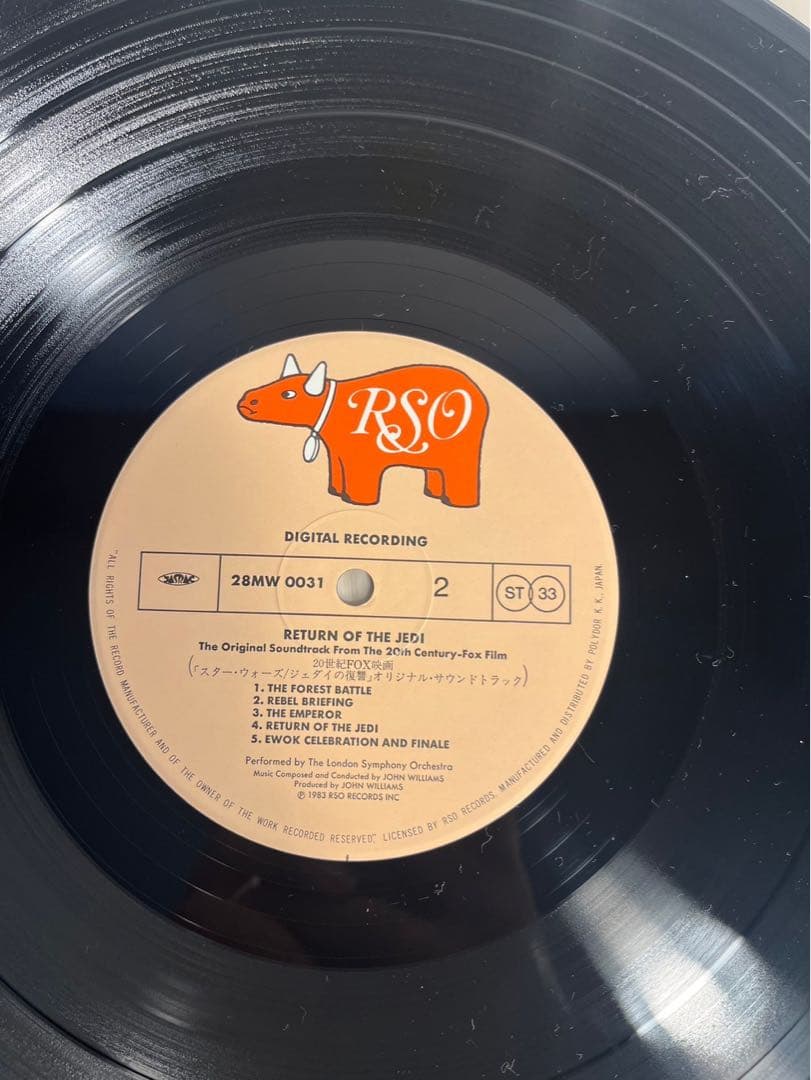 RSO
DIGITAL RECORDING
JASRAC
28MW 0031
2
ST 33
RETURN OF THE JEDI
The Original Soundtrack From The 20th Century-Fox Film
(20世紀FOX映画
「スター・ウォーズ/ジェダイの復讐」オリジナル・サウンドトラック)
1. THE FOREST BATTLE
2. REBEL BRIEFING
3. THE EMPEROR
4. RETURN OF THE JEDI
5. EWOK CELEBRATION AND FINALE
Performed by The London Symphony Orchestra
Music Composed and Conducted by JOHN WILLIAMS
Produced by JOHN WILLIAMS
℗ 1983 RSO RECORDS INC
"ALL RIGHTS OF THE RECORD MANUFACTURER AND OF THE OWNER OF THE WORK RECORDED RESERVED". LICENSED BY RSO RECORDS. MANUFACTURED AND DISTRIBUTED BY POLYDOR K. K., JAPAN.